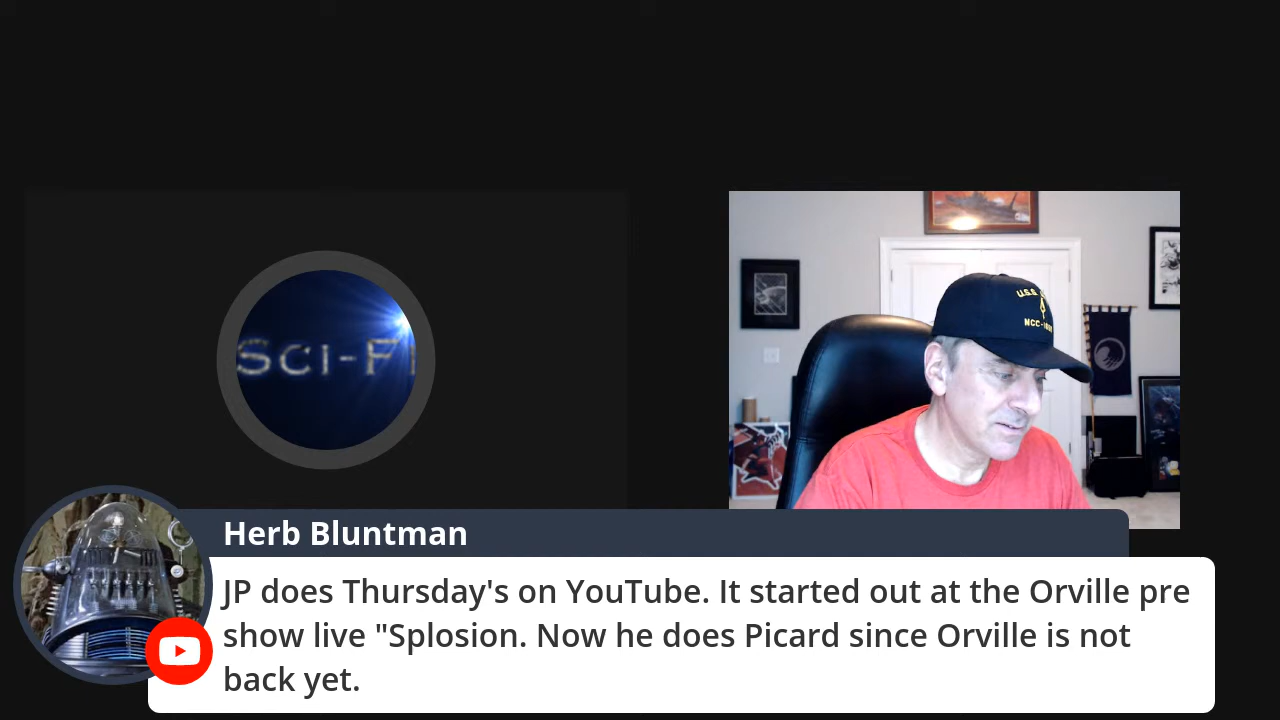 Sci-Fi
U.S.S.
NCC-
Herb Bluntman
JP does Thursday's on YouTube. It started out at the Orville pre
show live "Splosion. Now he does Picard since Orville is not
back yet.